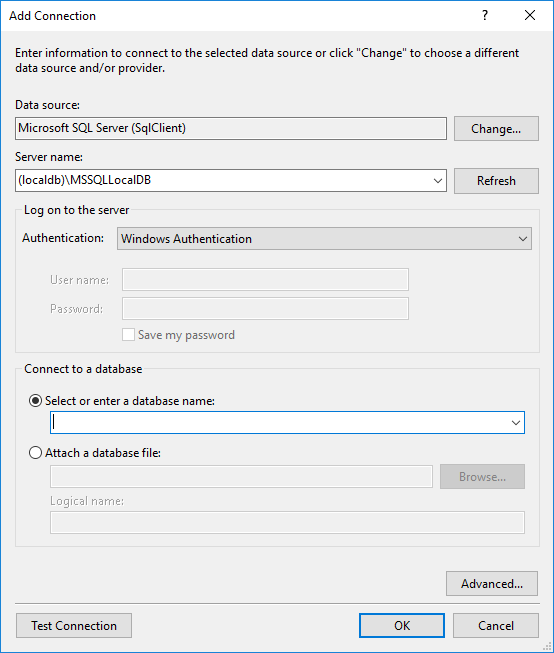 Add Connection
?
Enter information to connect to the selected data source or click "Change" to choose a different
data source and/or provider.
Data source:
Microsoft SQL Server (SqlClient)
Change...
Server name:
(localdb)\MSSQLLocalDB
Refresh
Log on to the server
Authentication:
Windows Authentication
User name:
Password:
Save my password
Connect to a database
Select or enter a database name:
Attach a database file:
Browse...
Logical name:
Advanced...
Test Connection
OK
Cancel